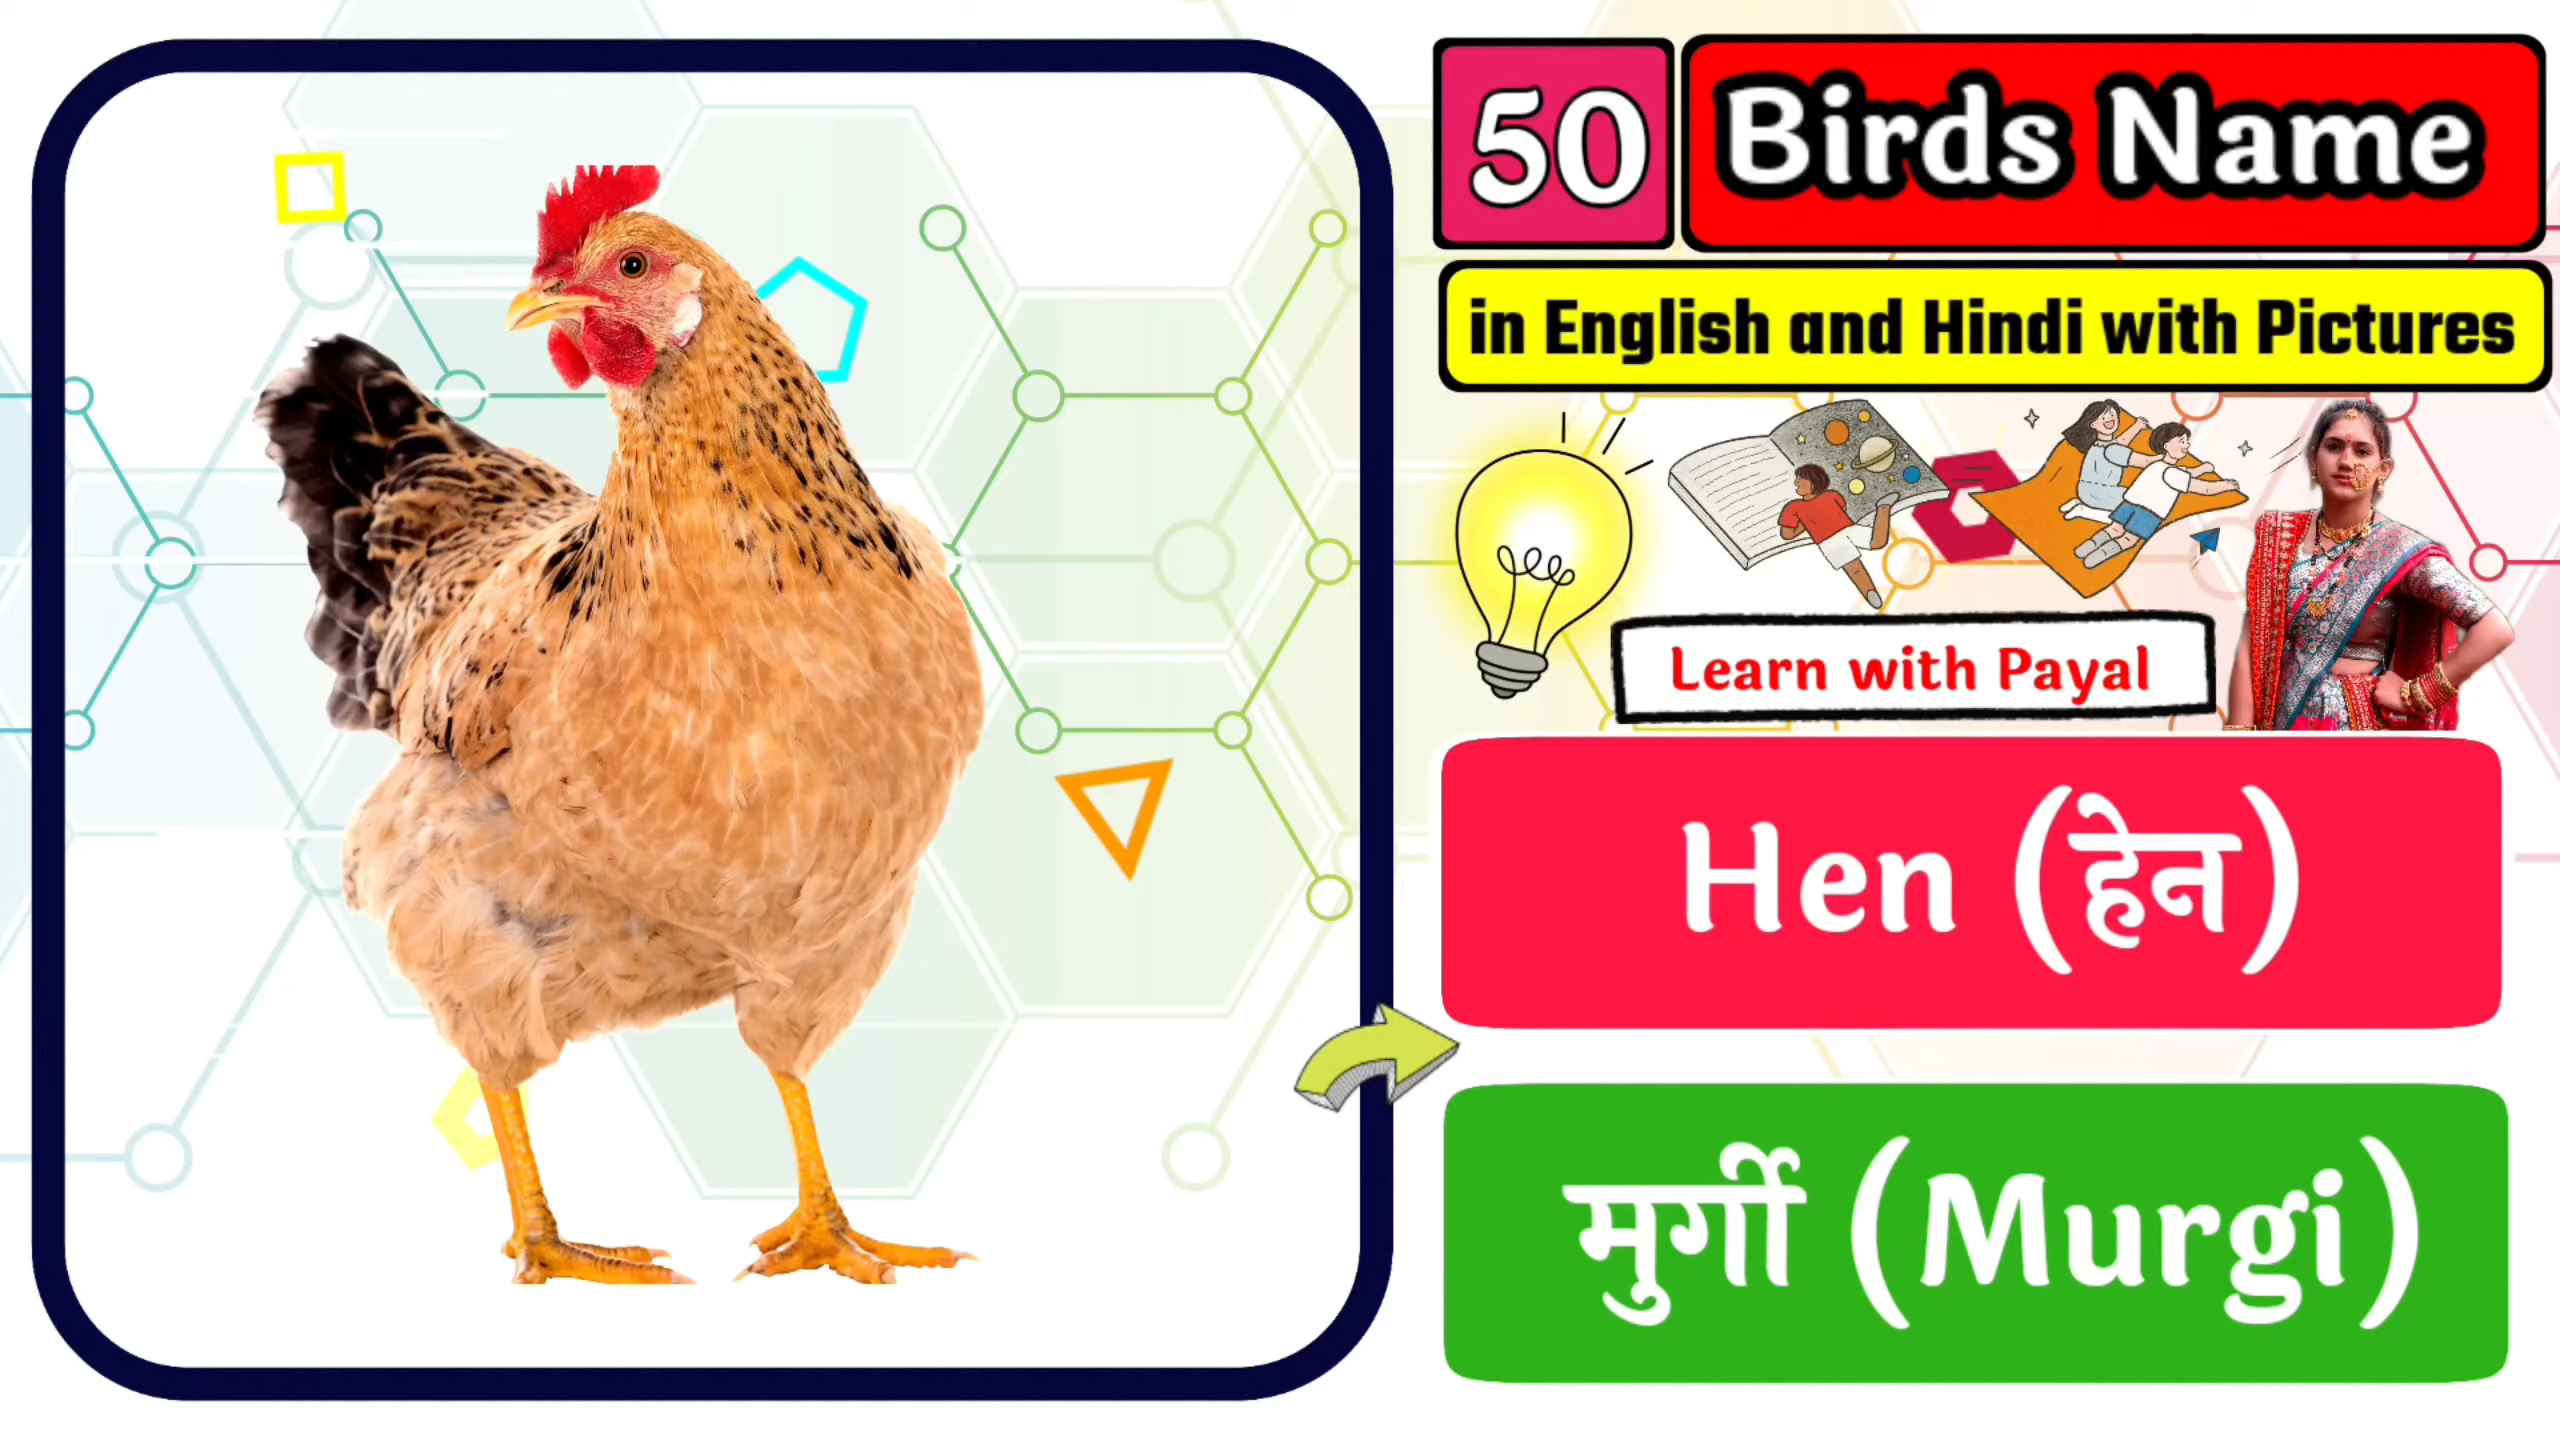 50 Birds Name
in English and Hindi with Pictures
Learn with Payal
Hen (हेन)
मुर्गी (Murgi)